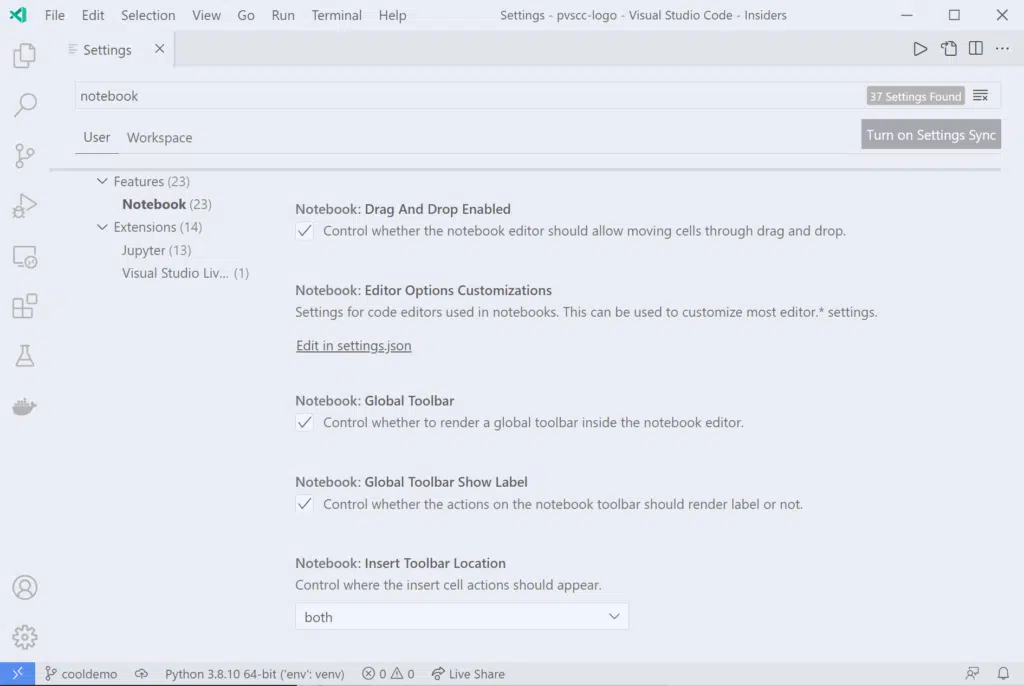 File Edit Selection View Go Run Terminal Help Settings - pvscc-logo - Visual Studio Code - Insiders
Settings
notebook 37 Settings Found
User Workspace Turn on Settings Sync
Features (23)
Notebook (23)
Extensions (14)
Jupyter (13)
Visual Studio Liv... (1)
Notebook: Drag And Drop Enabled
Control whether the notebook editor should allow moving cells through drag and drop.
Notebook: Editor Options Customizations
Settings for code editors used in notebooks. This can be used to customize most editor.* settings.
Edit in settings.json
Notebook: Global Toolbar
Control whether to render a global toolbar inside the notebook editor.
Notebook: Global Toolbar Show Label
Control whether the actions on the notebook toolbar should render label or not.
Notebook: Insert Toolbar Location
Control where the insert cell actions should appear.
both
cooldemo Python 3.8.10 64-bit ('env': venv) 0 0 Live Share